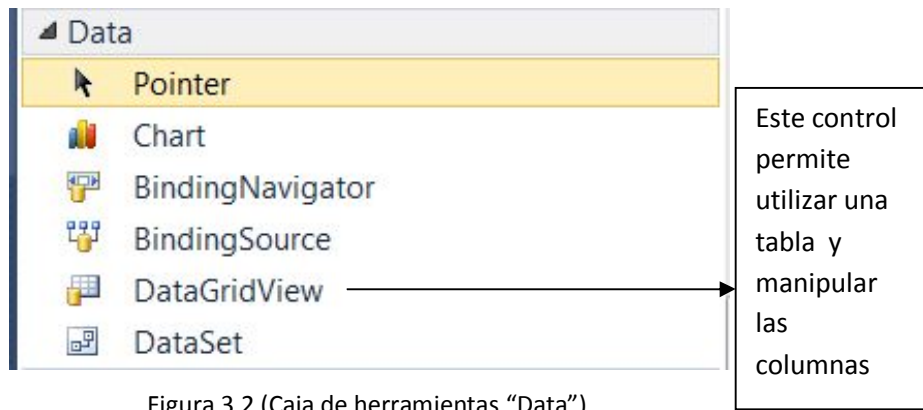 Data
Pointer
Chart
BindingNavigator
BindingSource
DataGridView
DataSet
Este control
permite
utilizar una
tabla y
manipular
las
columnas
Figura 3.2 (Caja de herramientas "Data")